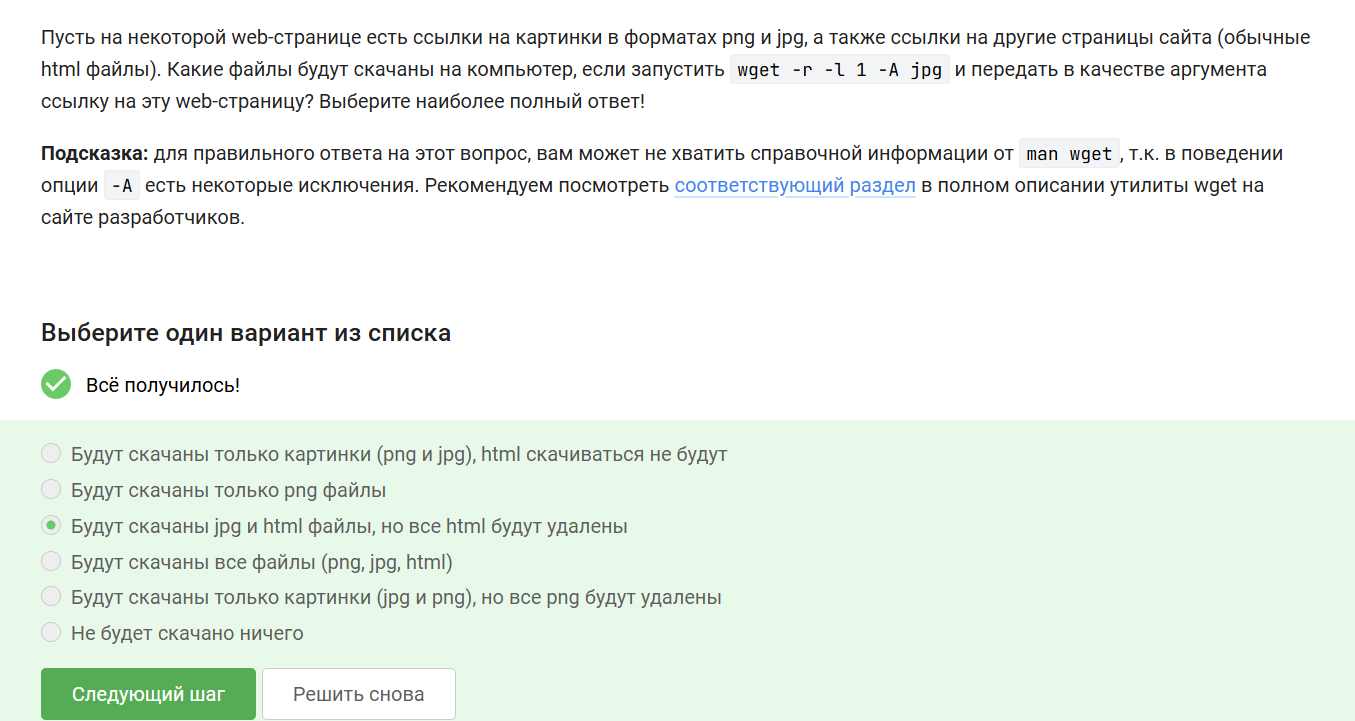 Пусть на некоторой web-странице есть ссылки на картинки в форматах png и jpg, а также ссылки на другие страницы сайта (обычные
html файлы). Какие файлы будут скачаны на компьютер, если запустить wget -r -l 1 -A jpg и передать в качестве аргумента
ссылку на эту web-страницу? Выберите наиболее полный ответ!
Подсказка: для правильного ответа на этот вопрос, вам может не хватить справочной информации от man wget, т.к. в поведении
опции -A есть некоторые исключения. Рекомендуем посмотреть соответствующий раздел в полном описании утилиты wget на
сайте разработчиков.
Выберите один вариант из списка
Всё получилось!
Будут скачаны только картинки (png и jpg), html скачиваться не будут
Будут скачаны только png файлы
Будут скачаны jpg и html файлы, но все html будут удалены
Будут скачаны все файлы (png, jpg, html)
Будут скачаны только картинки (jpg и png), но все png будут удалены
Не будет скачано ничего
Следующий шаг Решить снова